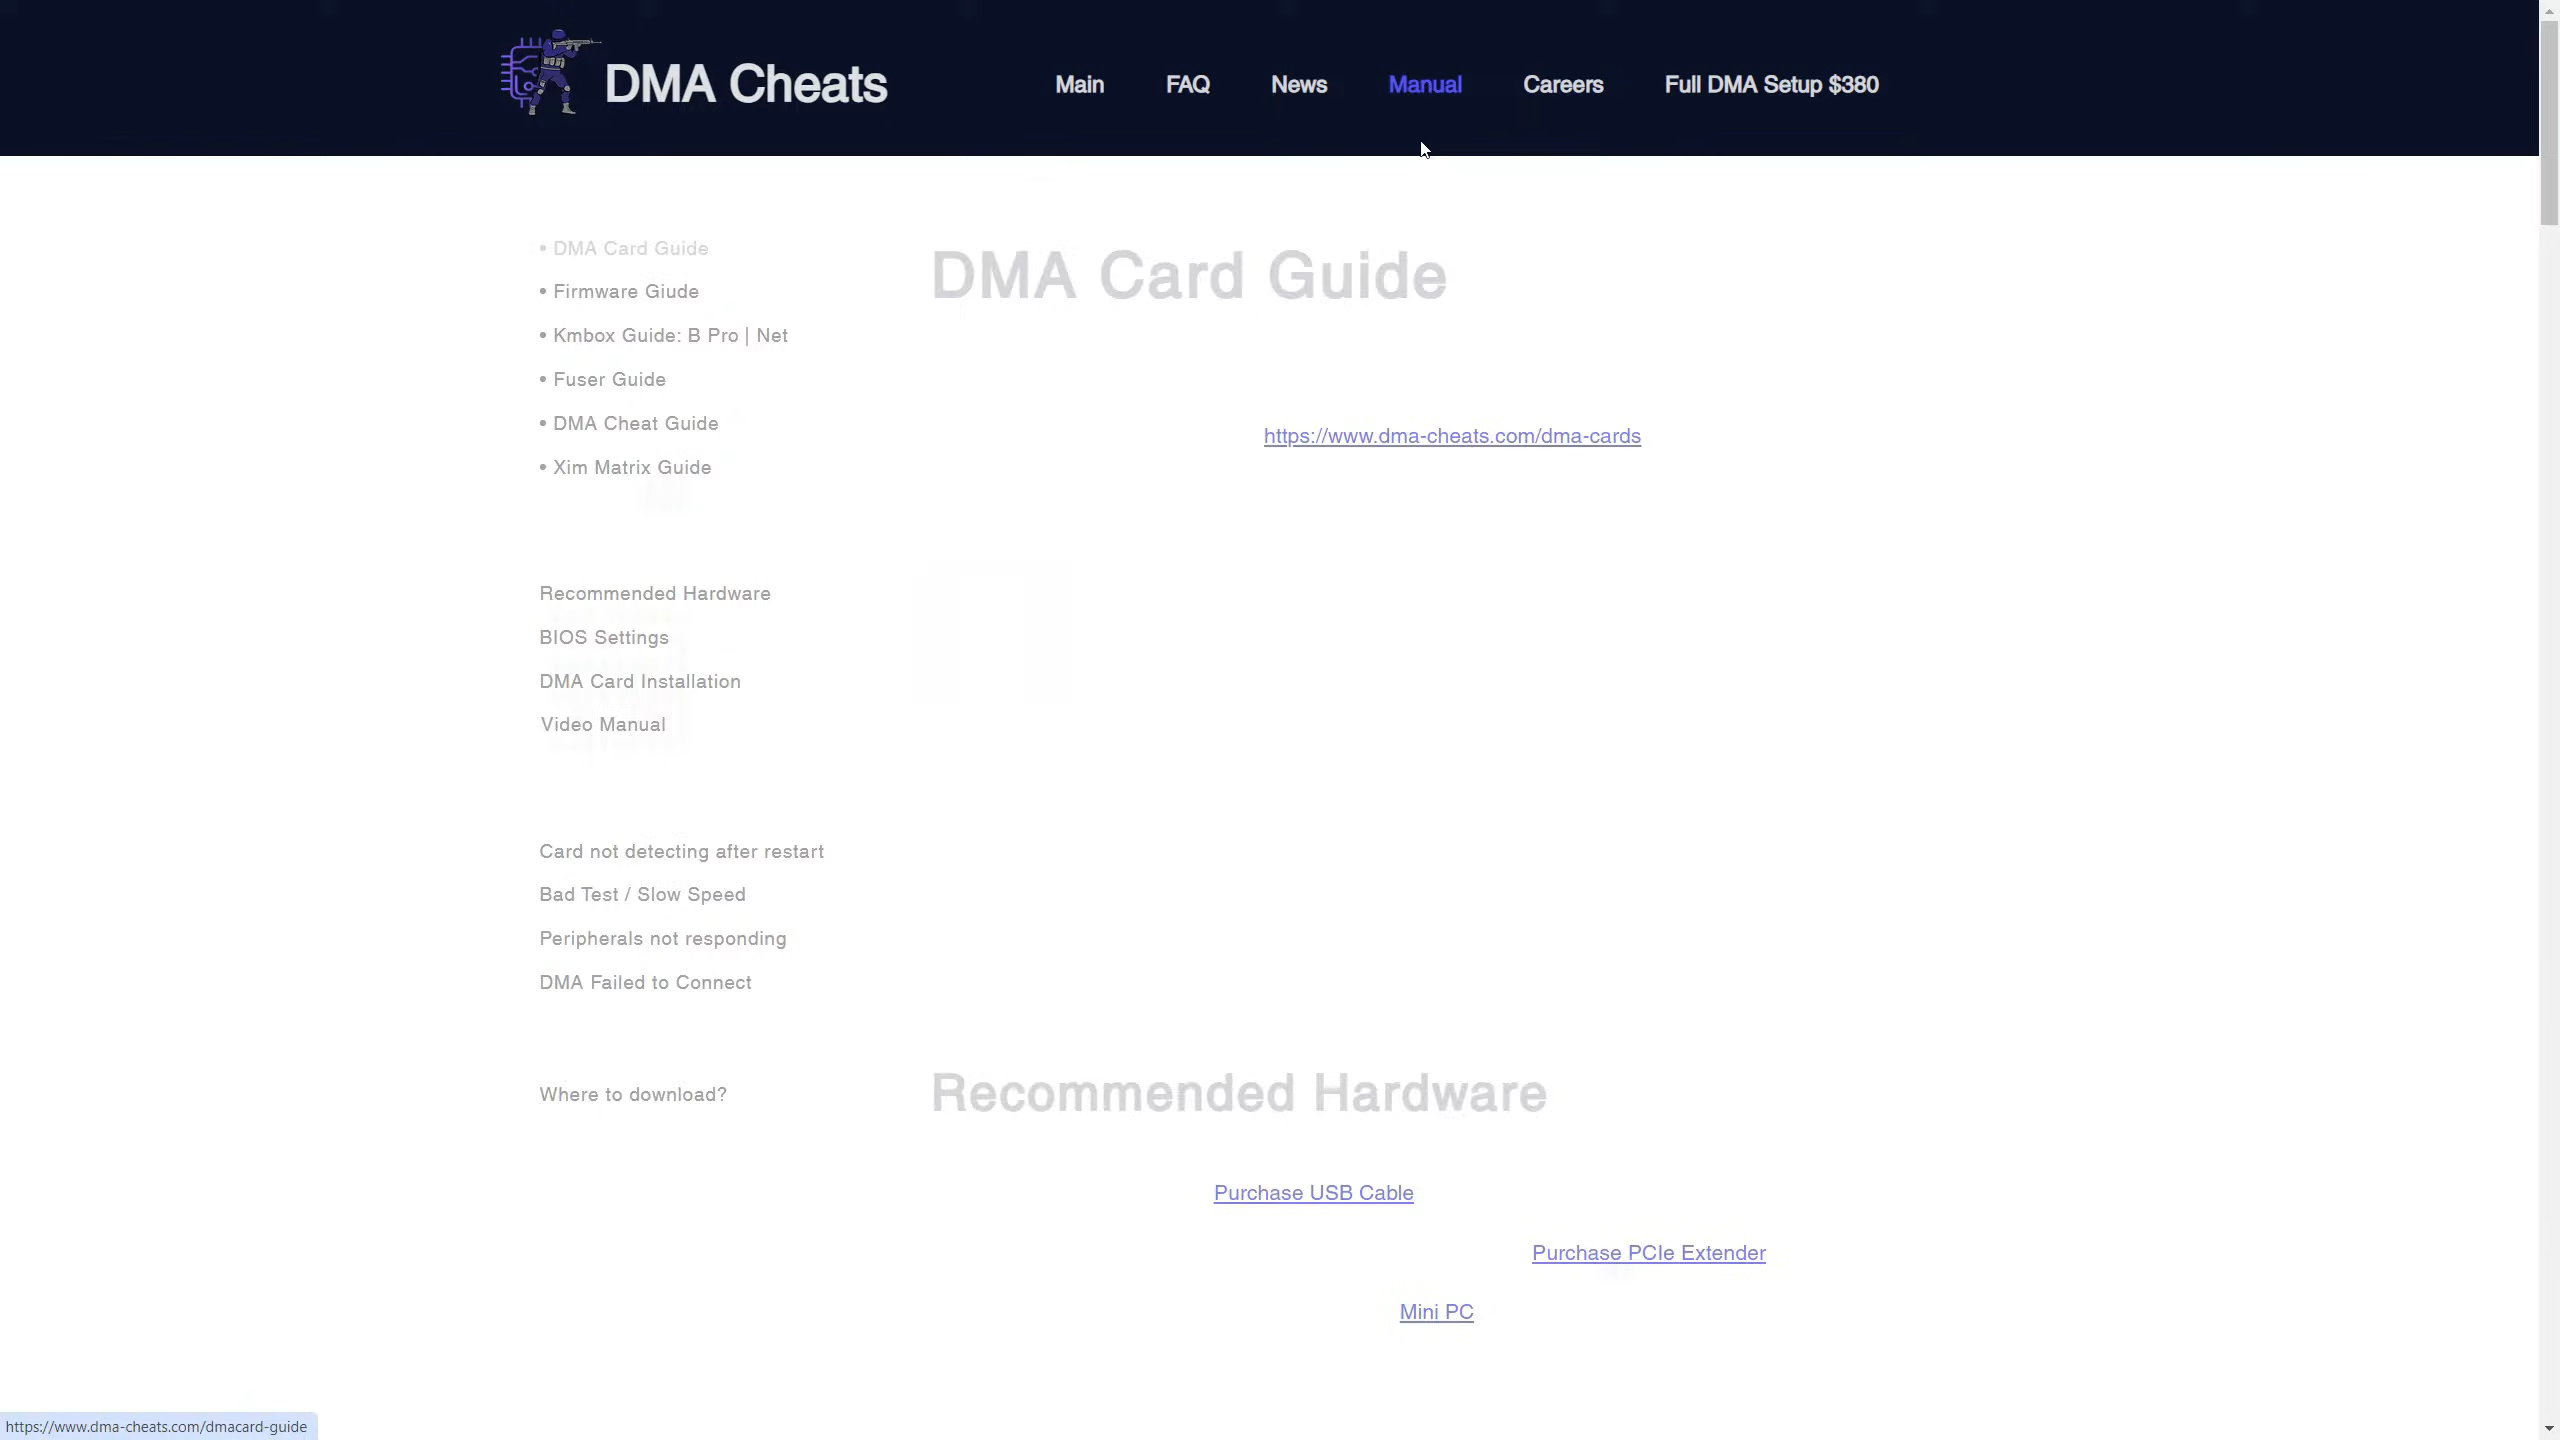 DMA Cheats
Main
FAQ
News
Manual
Careers
Full DMA Setup $380
• DMA Card Guide
• Firmware Giude
• Kmbox Guide: B Pro | Net
• Fuser Guide
• DMA Cheat Guide
• Xim Matrix Guide
Recommended Hardware
BIOS Settings
DMA Card Installation
Video Manual
Card not detecting after restart
Bad Test / Slow Speed
Peripherals not responding
DMA Failed to Connect
Where to download?
DMA Card Guide
https://www.dma-cheats.com/dma-cards
Recommended Hardware
Purchase USB Cable
Purchase PCIe Extender
Mini PC
https://www.dma-cheats.com/dmacard-guide